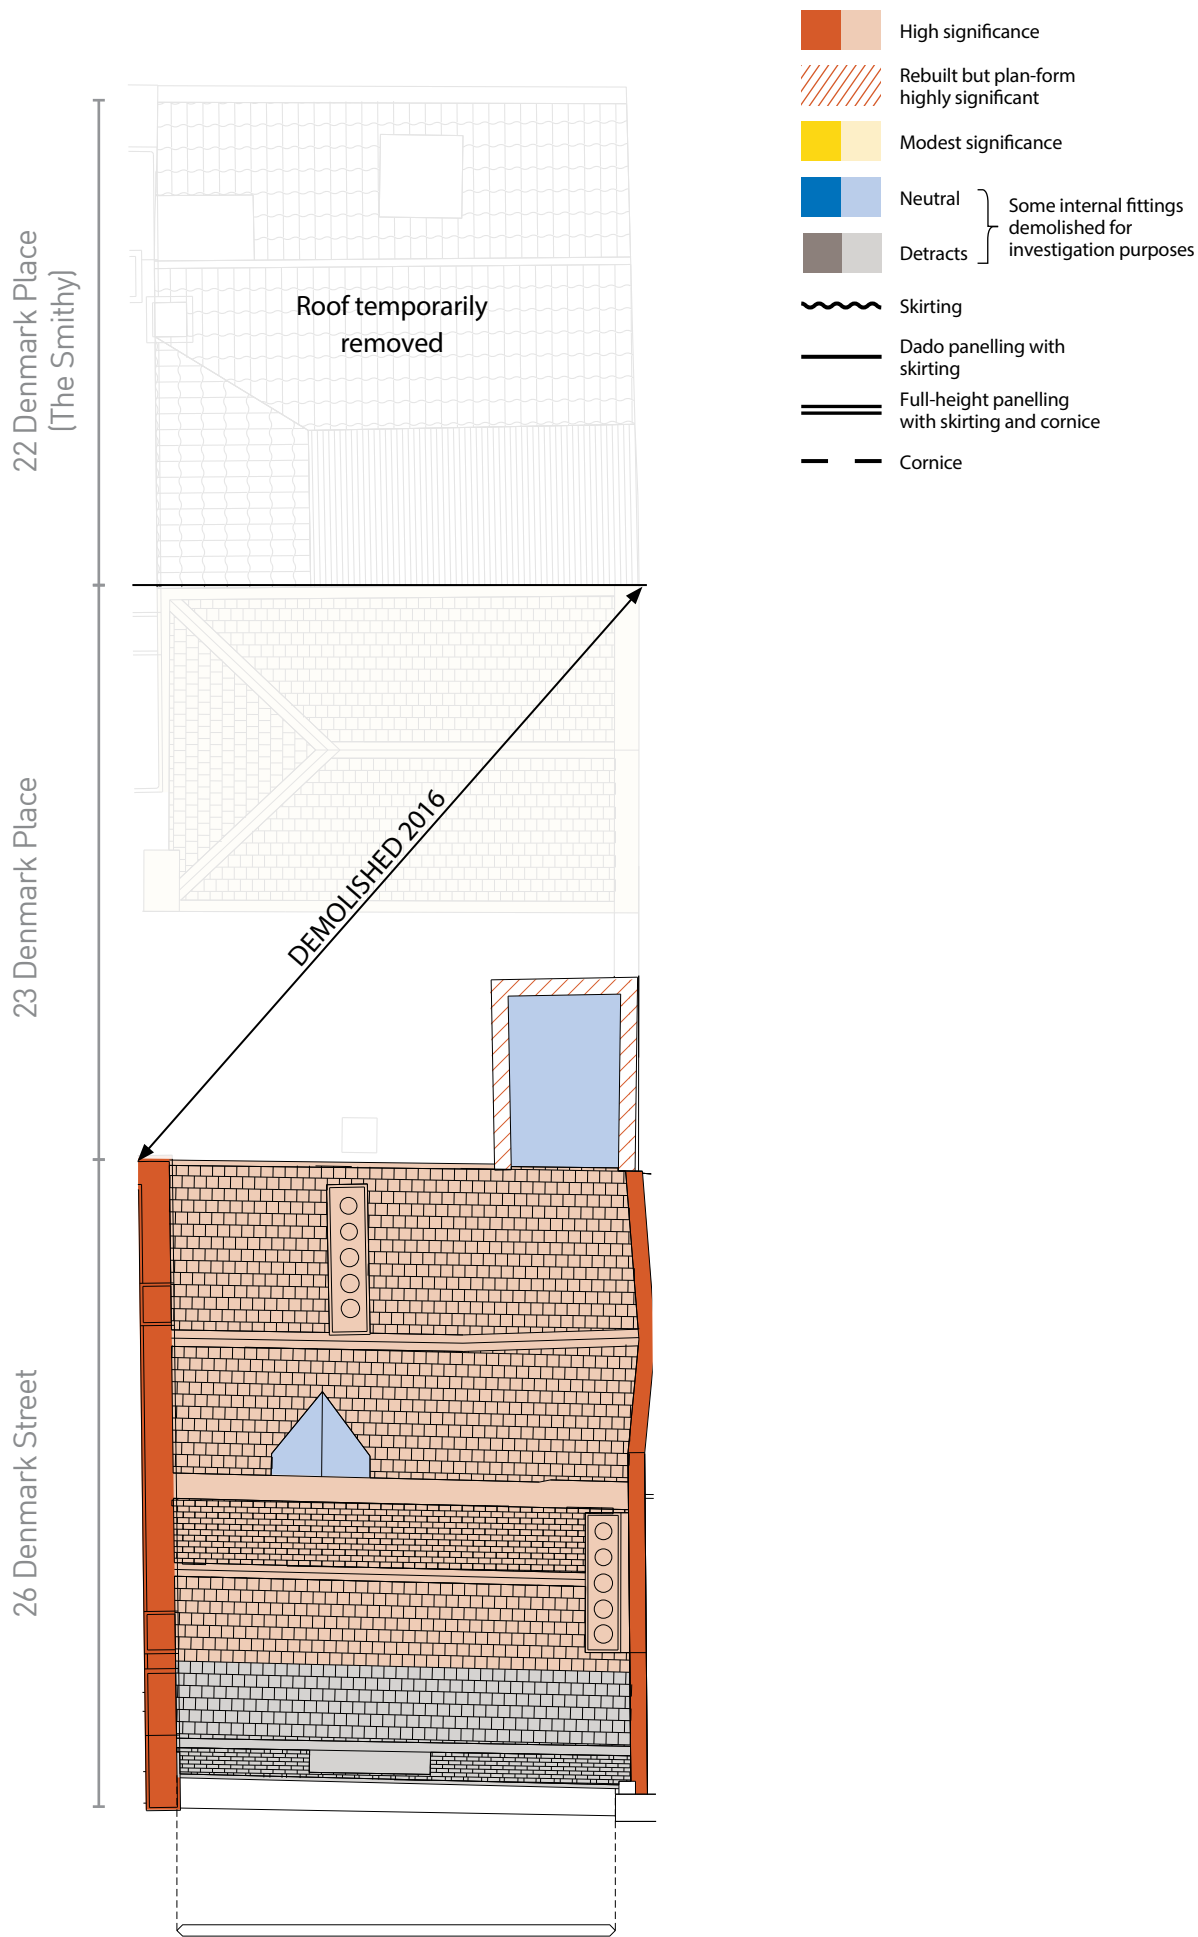 High significance
Rebuilt but plan-form
highly significant
Modest significance
Neutral
Detracts
Some internal fittings
demolished for
investigation purposes
Skirting
Dado panelling with
skirting
Full-height panelling
with skirting and cornice
Cornice
22 Denmark Place
(The Smithy)
Roof temporarily
removed
23 Denmark Place
DEMOLISHED 2016
26 Denmark Street